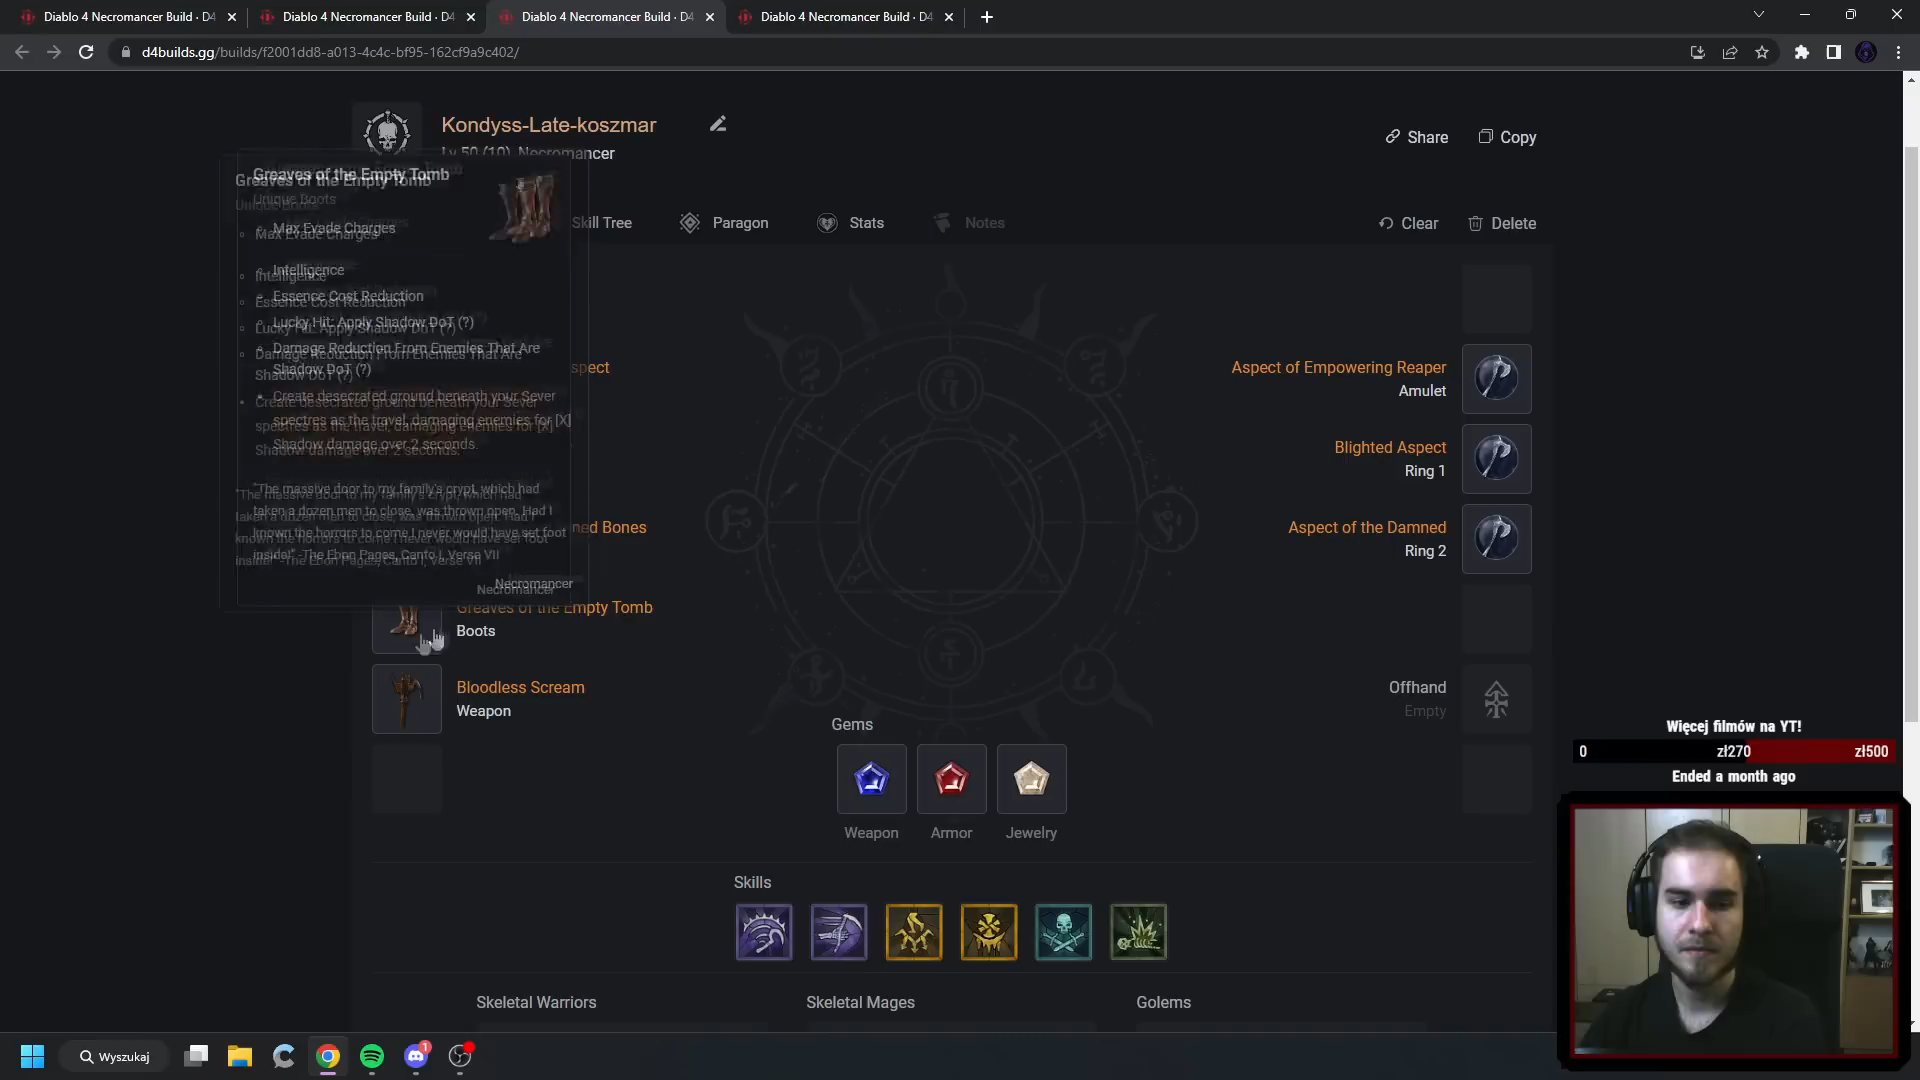 Diablo 4 Necromancer Build · D4
Diablo 4 Necromancer Build · D4
Diablo 4 Necromancer Build · D4
Diablo 4 Necromancer Build · D4
d4builds.gg/builds/f2001dd8-a013-4c4c-bf95-162cf9a9c402/
Kondyss-Late-koszmar
Lv 50 (10) Necromancer
Share
Copy
Skill Tree
Paragon
Stats
Notes
Clear
Delete
Greaves of the Empty Tomb
Unique Boots
Max Evade Charges
Intelligence
Essence Cost Reduction
Lucky Hit: Apply Shadow DoT (?)
Damage Reduction From Enemies That Are
Shadow DoT (?)
Create desecrated ground beneath your Sever
spectres as the travel, damaging enemies for [X]
Shadow damage over 2 seconds.
"The massive door to my family's crypt, which had
taken a dozen men to close, was thrown open. Had I
known the horrors to come I never would have set foot
inside!" -The Ebon Pages, Canto I, Verse VII
Necromancer
spect
ned Bones
Greaves of the Empty Tomb
Boots
Bloodless Scream
Weapon
Aspect of Empowering Reaper
Amulet
Blighted Aspect
Ring 1
Aspect of the Damned
Ring 2
Offhand
Empty
Gems
Weapon
Armor
Jewelry
Skills
Skeletal Warriors
Skeletal Mages
Golems
Więcej filmów na YT!
0 zł270 zł500
Ended a month ago
Wyszukaj
1